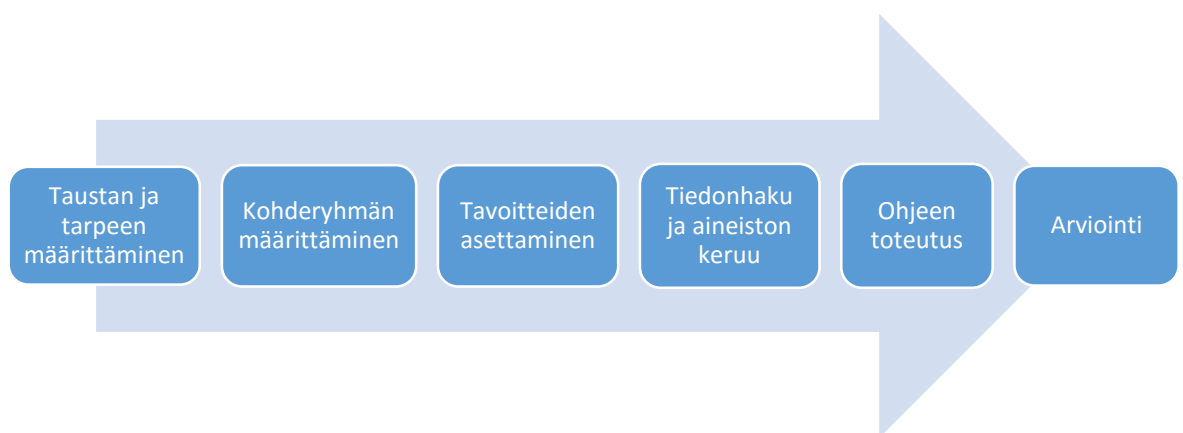 Taustan ja
tarpeen
määrittäminen
Kohderyhmän
määrittäminen
Tavoitteiden
asettaminen
Tiedonhaku
ja aineiston
keruu
Ohjeen
toteutus
Arviointi